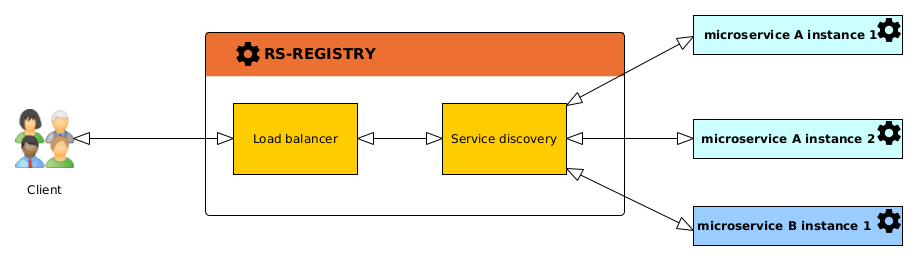 microservice A instance 1
RS-REGISTRY
Load balancer
Service discovery
microservice A instance 2
Client
microservice B instance 1